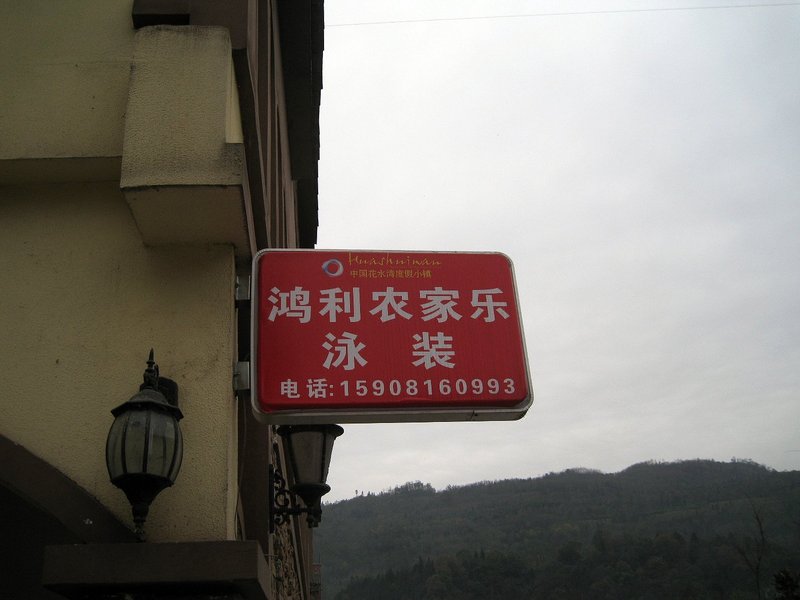 Huashuiwan
中国花水湾度假小镇
鸿利农家乐
泳 装
电话:15908160993